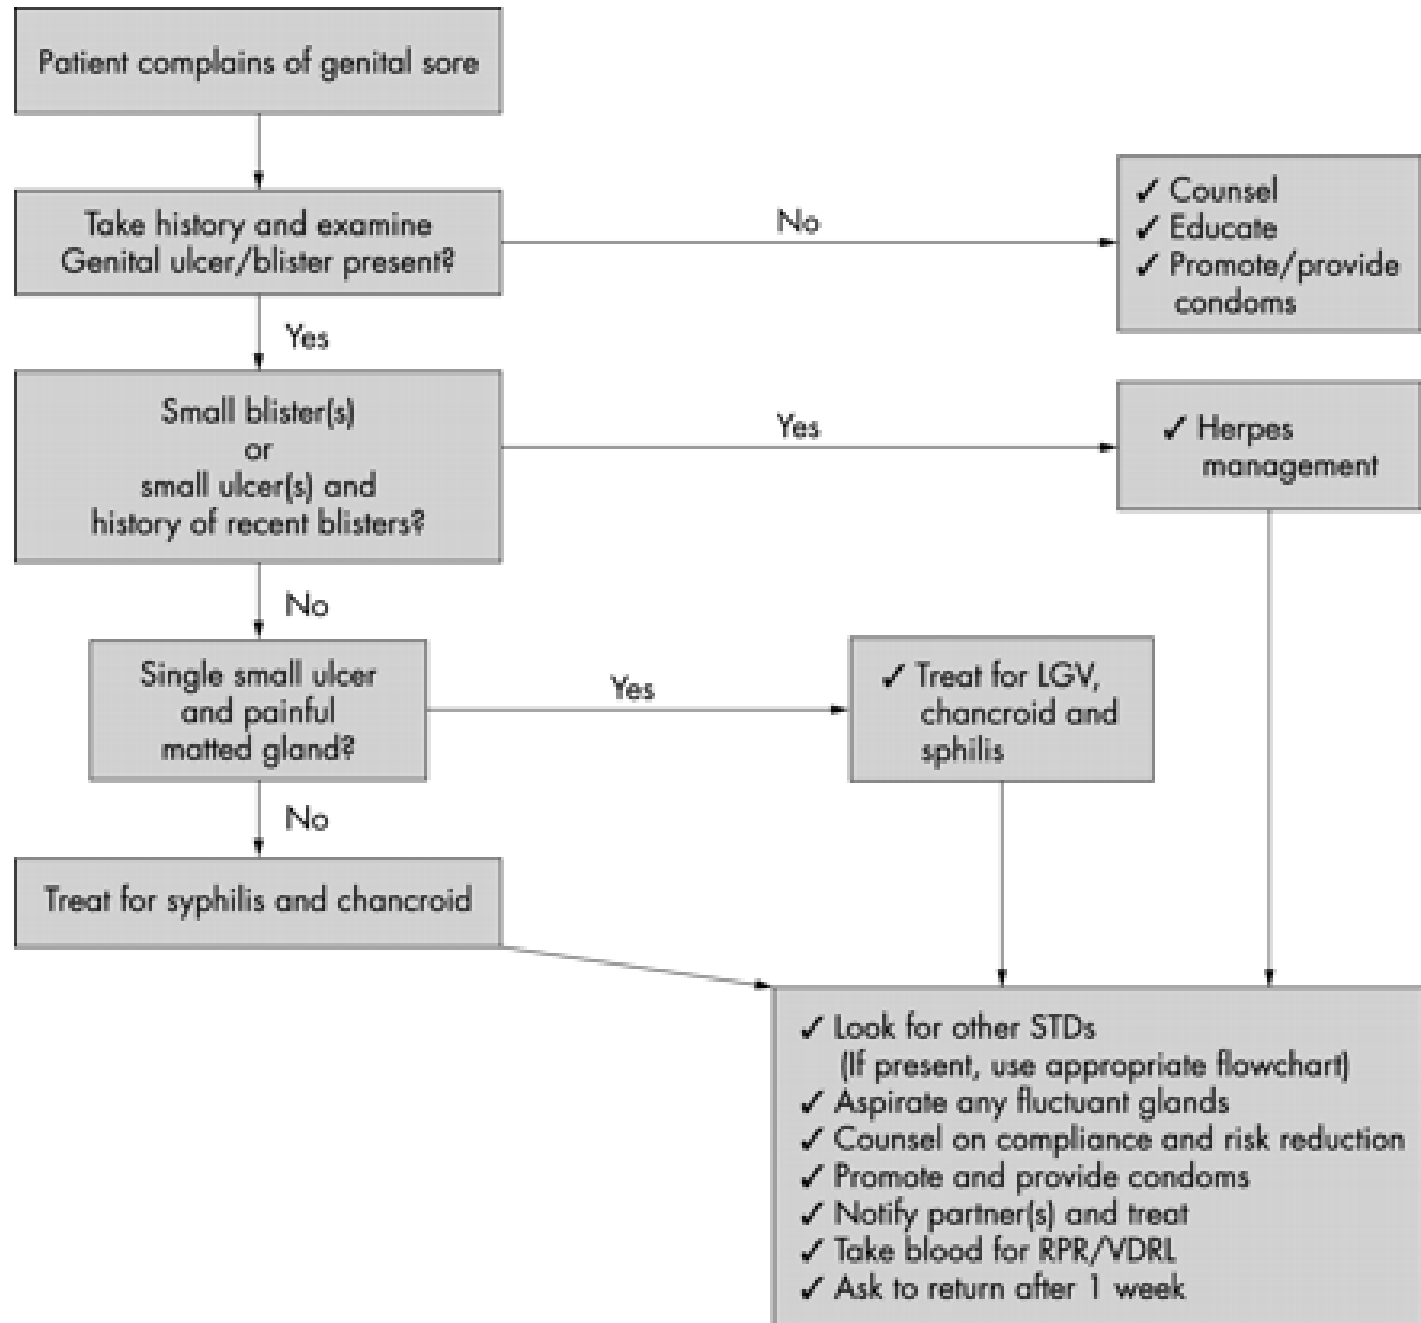 Patient complains of genital sore
Take history and examine
Genital ulcer/blister present?
No
✓ Counsel
✓ Educate
✓ Promote/provide
condoms
Yes
Small blister(s)
or
small ulcer(s) and
history of recent blisters?
Yes
✓ Herpes
management
No
Single small ulcer
and painful
matted gland?
Yes
✓ Treat for LGV,
chancroid and
sphilis
No
Treat for syphilis and chancroid
✓ Look for other STDs
(If present, use appropriate flowchart)
✓ Aspirate any fluctuant glands
✓ Counsel on compliance and risk reduction
✓ Promote and provide condoms
✓ Notify partner(s) and treat
✓ Take blood for RPR/VDRL
✓ Ask to return after 1 week